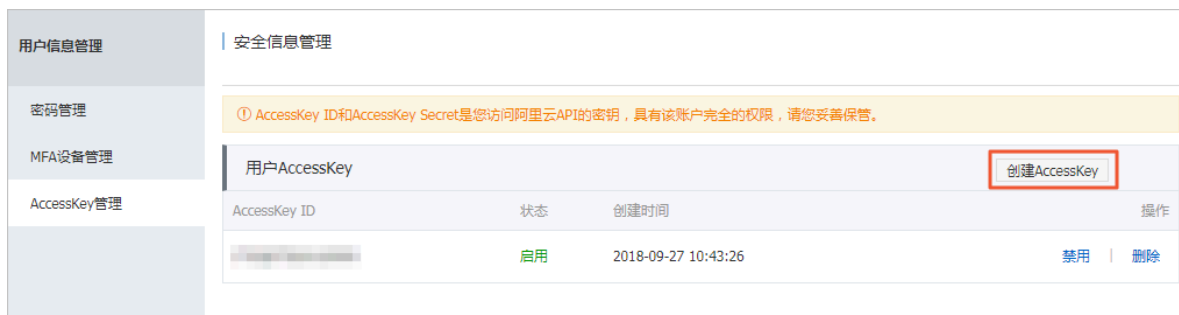 用户信息管理
安全信息管理
密码管理
① AccessKey ID和AccessKey Secret是您访问阿里云API的密钥，具有该账户完全的权限，请您妥善保管。
MFA设备管理
用户AccessKey
创建AccessKey
AccessKey管理
AccessKey ID 状态 创建时间 操作
启用 2018-09-27 10:43:26 禁用 | 删除